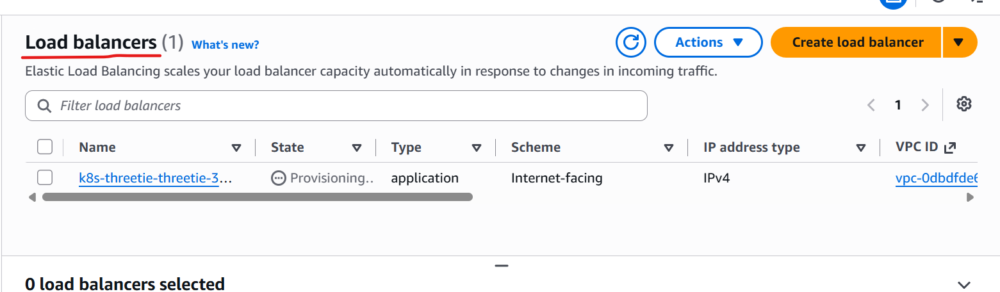 Load balancers (1) What's new?
Actions
Create load balancer
Elastic Load Balancing scales your load balancer capacity automatically in response to changes in incoming traffic.
Filter load balancers
1
Name State Type Scheme IP address type VPC ID
k8s-threetie-threetie-3... Provisioning.. application Internet-facing IPv4 vpc-0dbdfde6
0 load balancers selected